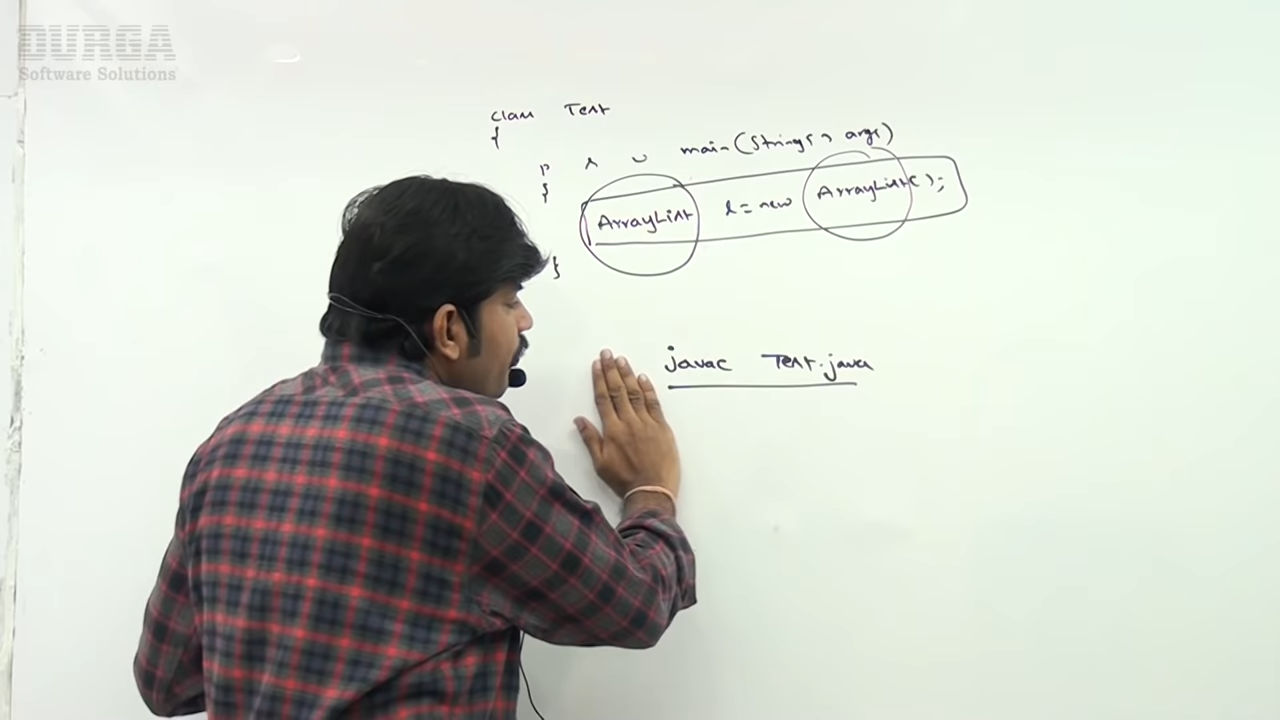 DURGA
Software Solutions
class Test
{
p s v main(String[] args)
{
ArrayList l = new ArrayList();
}
javac Test.java